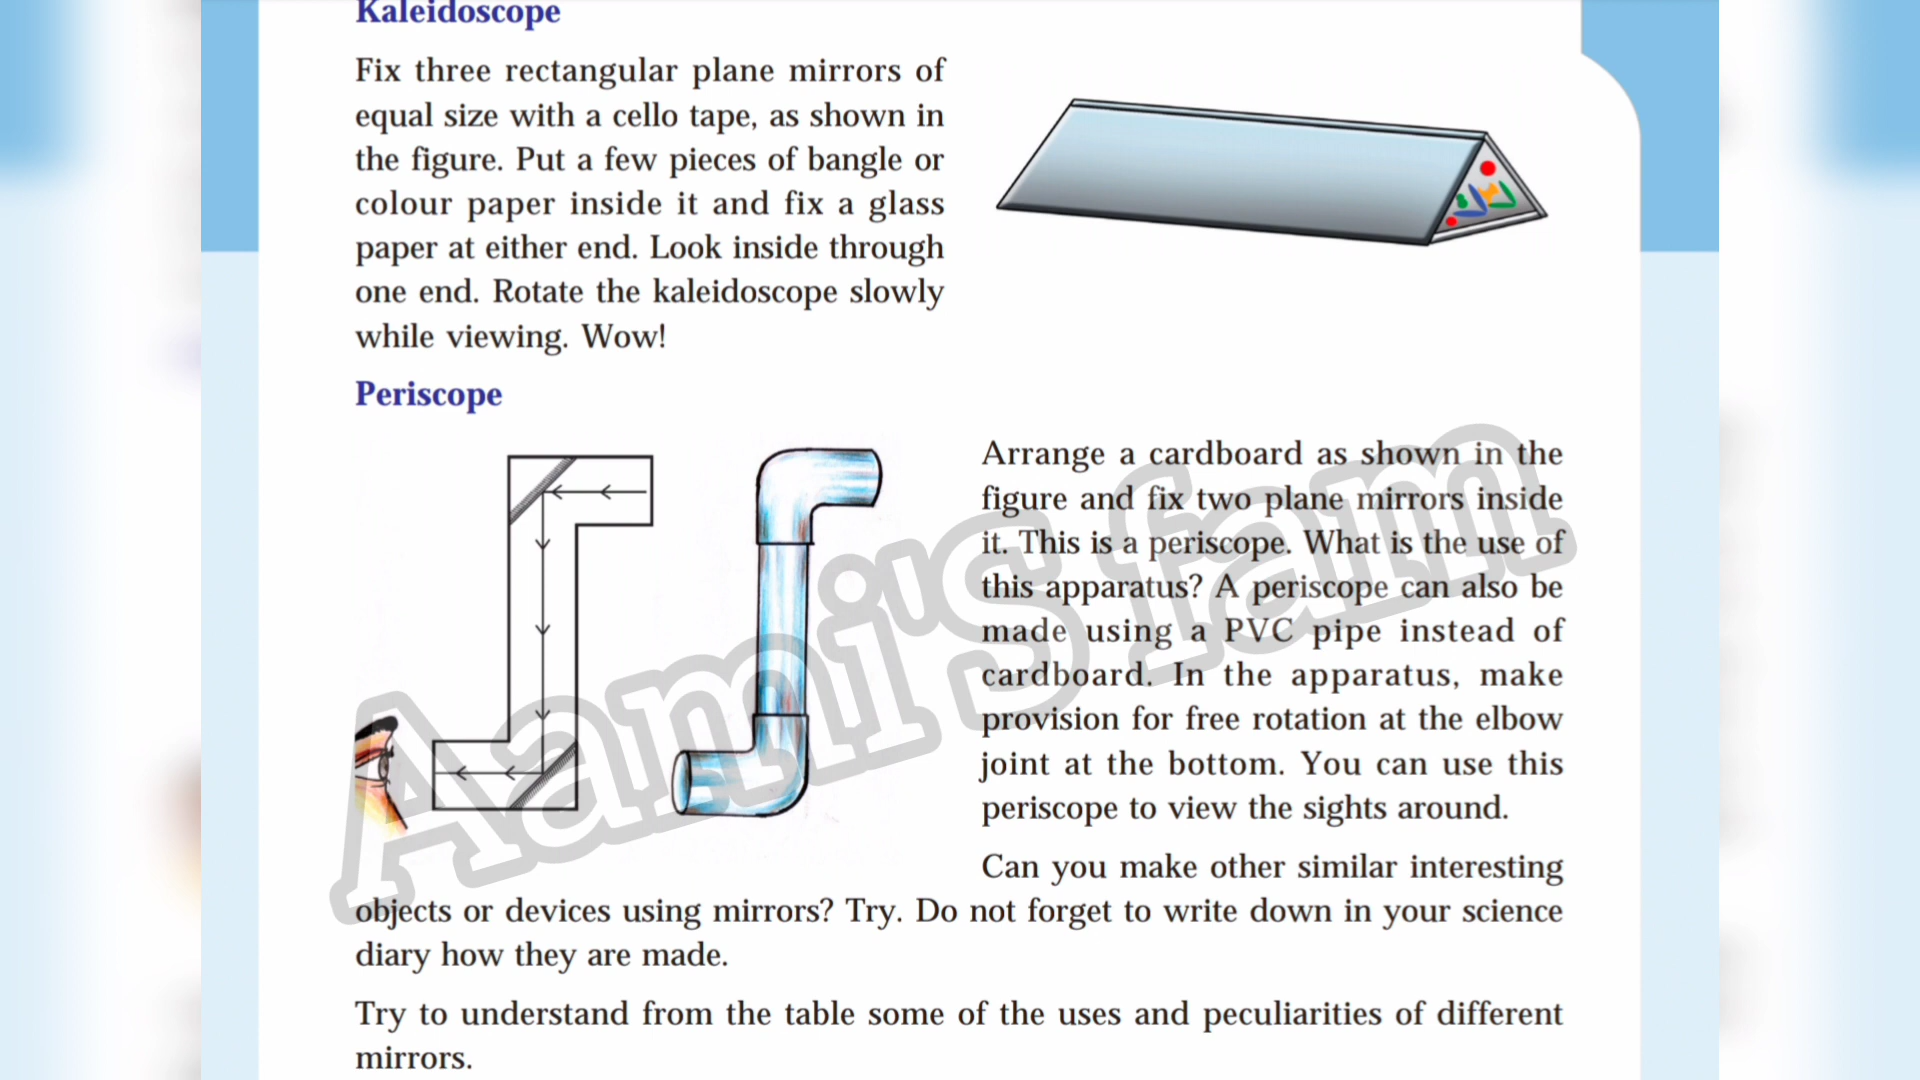 Kaleidoscope
Fix three rectangular plane mirrors of
equal size with a cello tape, as shown in
the figure. Put a few pieces of bangle or
colour paper inside it and fix a glass
paper at either end. Look inside through
one end. Rotate the kaleidoscope slowly
while viewing. Wow!
Periscope
Arrange a cardboard as shown in the
figure and fix two plane mirrors inside
it. This is a periscope. What is the use of
this apparatus? A periscope can also be
made using a PVC pipe instead of
cardboard. In the apparatus, make
provision for free rotation at the elbow
joint at the bottom. You can use this
periscope to view the sights around.
Can you make other similar interesting
objects or devices using mirrors? Try. Do not forget to write down in your science
diary how they are made.
Try to understand from the table some of the uses and peculiarities of different
mirrors.
Aami'S fam